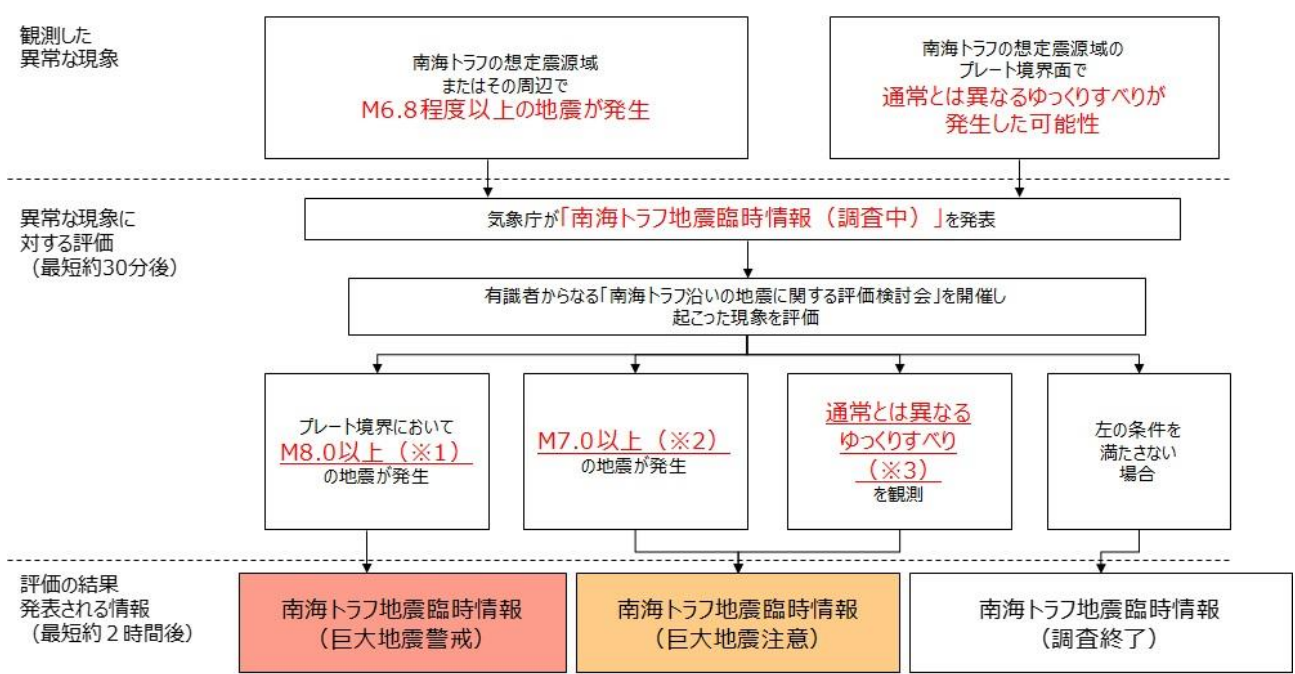 観測した
異常な現象
南海トラフの想定震源域
またはその周辺で
M6.8程度以上の地震が発生
南海トラフの想定震源域の
プレート境界面で
通常とは異なるゆっくりすべりが
発生した可能性
異常な現象に
対する評価
(最短約30分後)
気象庁が「南海トラフ地震臨時情報(調査中)」を発表
有識者からなる「南海トラフ沿いの地震に関する評価検討会」を開催し
起こった現象を評価
プレート境界において
M8.0以上(※1)
の地震が発生
M7.0以上(※2)
の地震が発生
通常とは異なる
ゆっくりすべり
(※3)
を観測
左の条件を
満たさない
場合
評価の結果
発表される情報
(最短約2時間後)
南海トラフ地震臨時情報
(巨大地震警戒)
南海トラフ地震臨時情報
(巨大地震注意)
南海トラフ地震臨時情報
(調査終了)